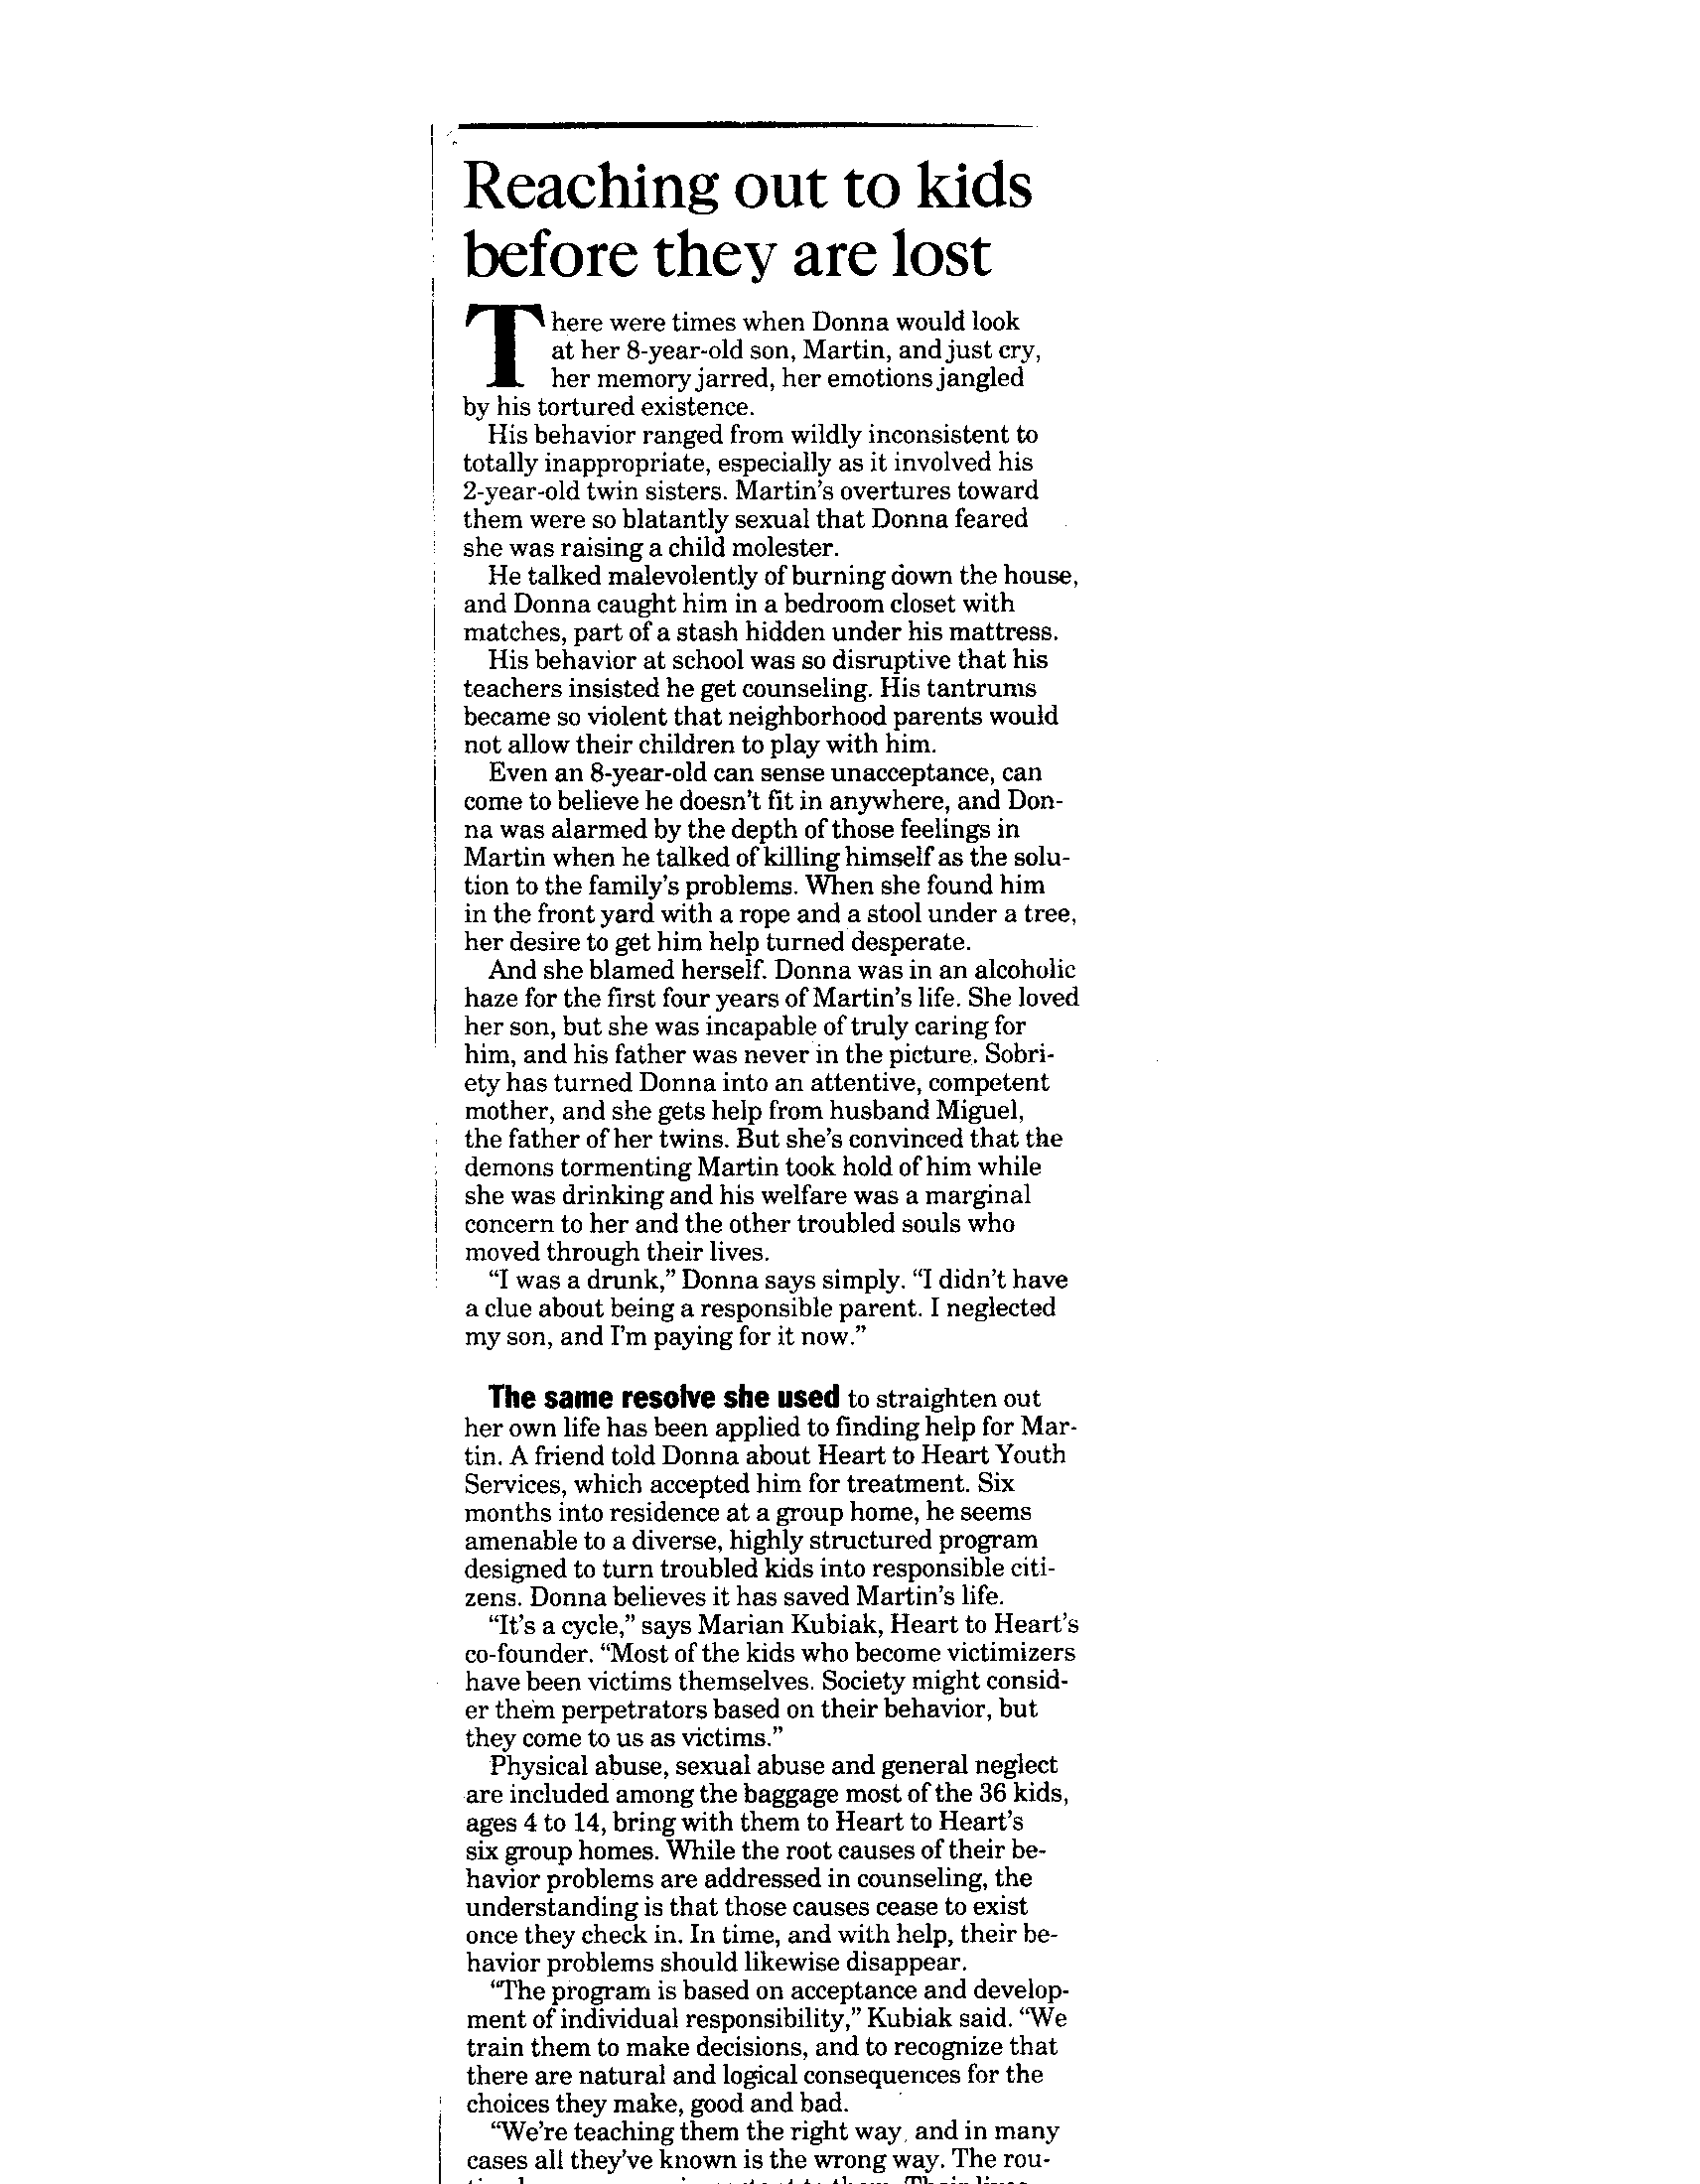 Reaching out to kids
before they are lost
There were times when Donna would look
at her 8-year-old son, Martin, and just cry,
her memory jarred, her emotions jangled
by his tortured existence.
His behavior ranged from wildly inconsistent to
totally inappropriate, especially as it involved his
2-year-old twin sisters. Martin's overtures toward
them were so blatantly sexual that Donna feared
she was raising a child molester.
He talked malevolently of burning down the house,
and Donna caught him in a bedroom closet with
matches, part of a stash hidden under his mattress.
His behavior at school was so disruptive that his
teachers insisted he get counseling. His tantrums
became so violent that neighborhood parents would
not allow their children to play with him.
Even an 8-year-old can sense unacceptance, can
come to believe he doesn't fit in anywhere, and Don-
na was alarmed by the depth of those feelings in
Martin when he talked of killing himself as the solu-
tion to the family's problems. When she found him
in the front yard with a rope and a stool under a tree,
her desire to get him help turned desperate.
And she blamed herself. Donna was in an alcoholic
haze for the first four years of Martin's life. She loved
her son, but she was incapable of truly caring for
him, and his father was never in the picture. Sobri-
ety has turned Donna into an attentive, competent
mother, and she gets help from husband Miguel,
the father of her twins. But she's convinced that the
demons tormenting Martin took hold of him while
she was drinking and his welfare was a marginal
concern to her and the other troubled souls who
moved through their lives.
“I was a drunk,” Donna says simply. “I didn't have
a clue about being a responsible parent. I neglected
my son, and I'm paying for it now.”
The same resolve she used to straighten out
her own life has been applied to finding help for Mar-
tin. A friend told Donna about Heart to Heart Youth
Services, which accepted him for treatment. Six
months into residence at a group home, he seems
amenable to a diverse, highly structured program
designed to turn troubled kids into responsible citi-
zens. Donna believes it has saved Martin's life.
“It's a cycle,” says Marian Kubiak, Heart to Heart's
co-founder. “Most of the kids who become victimizers
have been victims themselves. Society might consid-
er them perpetrators based on their behavior, but
they come to us as victims.”
Physical abuse, sexual abuse and general neglect
are included among the baggage most of the 36 kids,
ages 4 to 14, bring with them to Heart to Heart's
six group homes. While the root causes of their be-
havior problems are addressed in counseling, the
understanding is that those causes cease to exist
once they check in. In time, and with help, their be-
havior problems should likewise disappear.
“The program is based on acceptance and develop-
ment of individual responsibility,” Kubiak said. “We
train them to make decisions, and to recognize that
there are natural and logical consequences for the
choices they make, good and bad.
“We're teaching them the right way, and in many
cases all they've known is the wrong way. The rou-